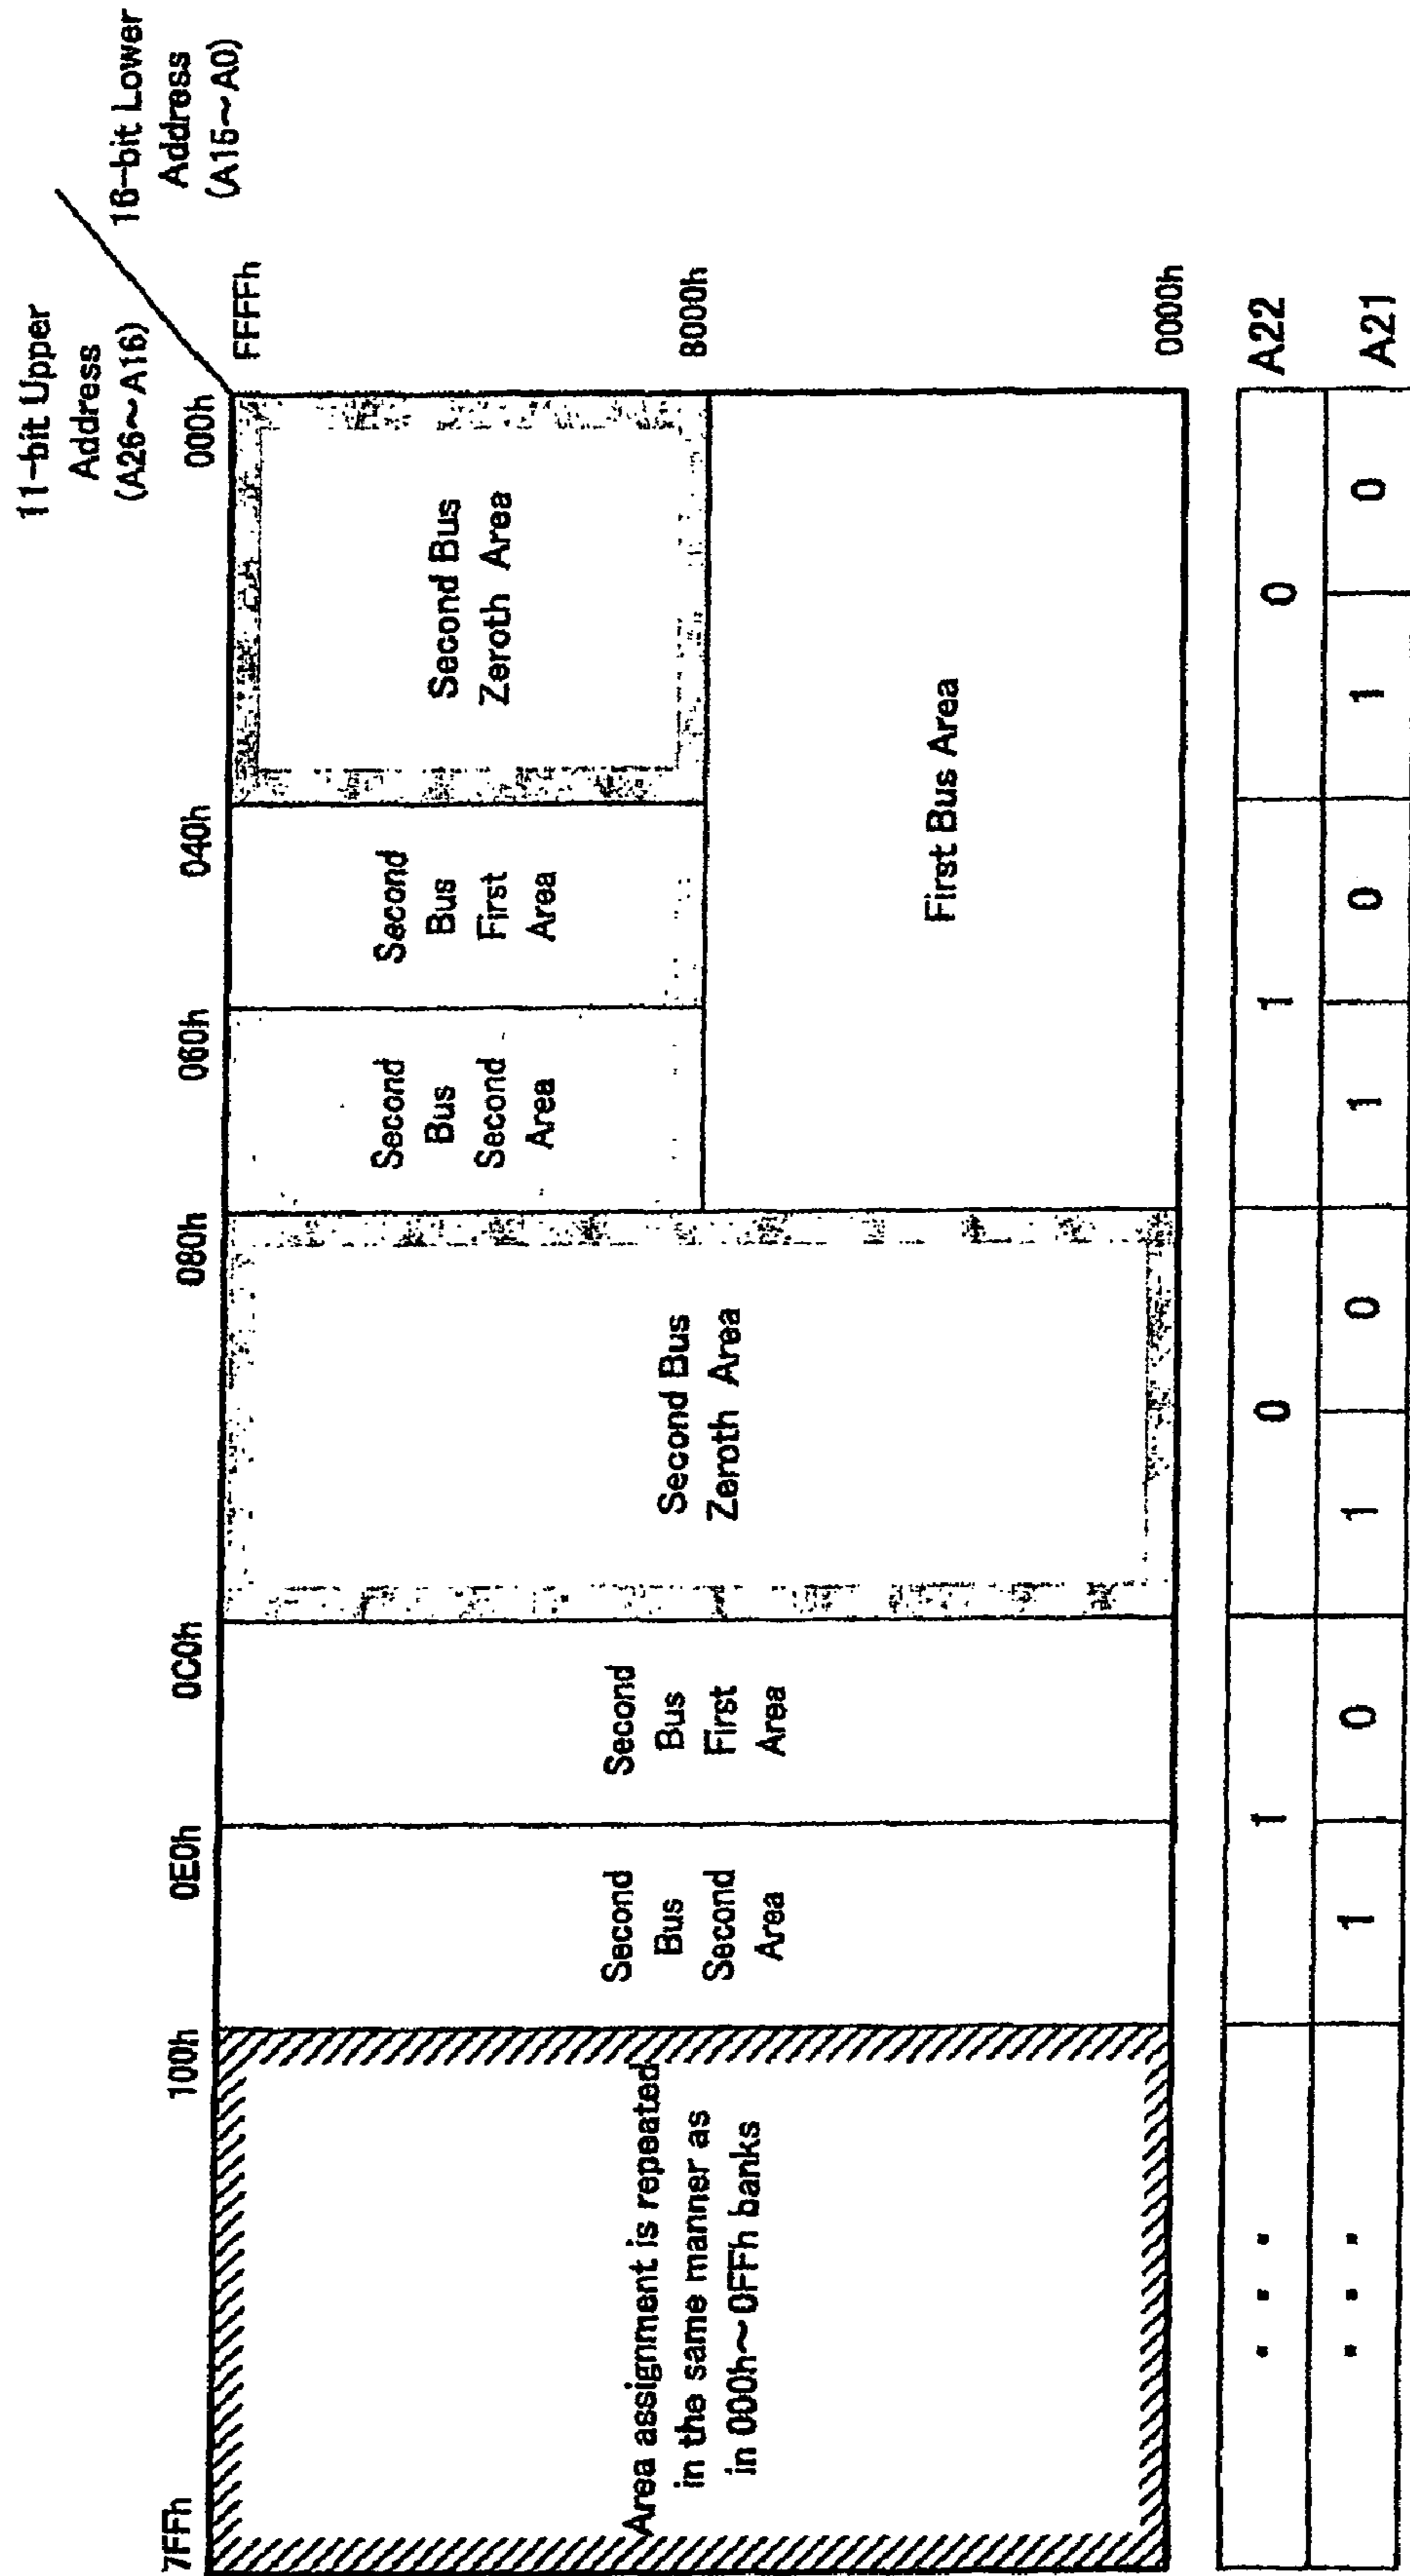 11-bit Upper
Address
(A26~A16)
16-bit Lower
Address
(A15~A0)
7FFh
100h
0E0h
0C0h
080h
060h
040h
000h
FFFFh
8000h
0000h
Area assignment is repeated
in the same manner as
in 000h~0FFh banks
Second
Bus
Second
Area
Second
Bus
First
Area
Second Bus
Zeroth Area
Second
Bus
Second
Area
Second
Bus
First
Area
Second Bus
Zeroth Area
First Bus Area
... 1 0 1 0 A22
... 1 0 1 0 1 0 1 0 A21